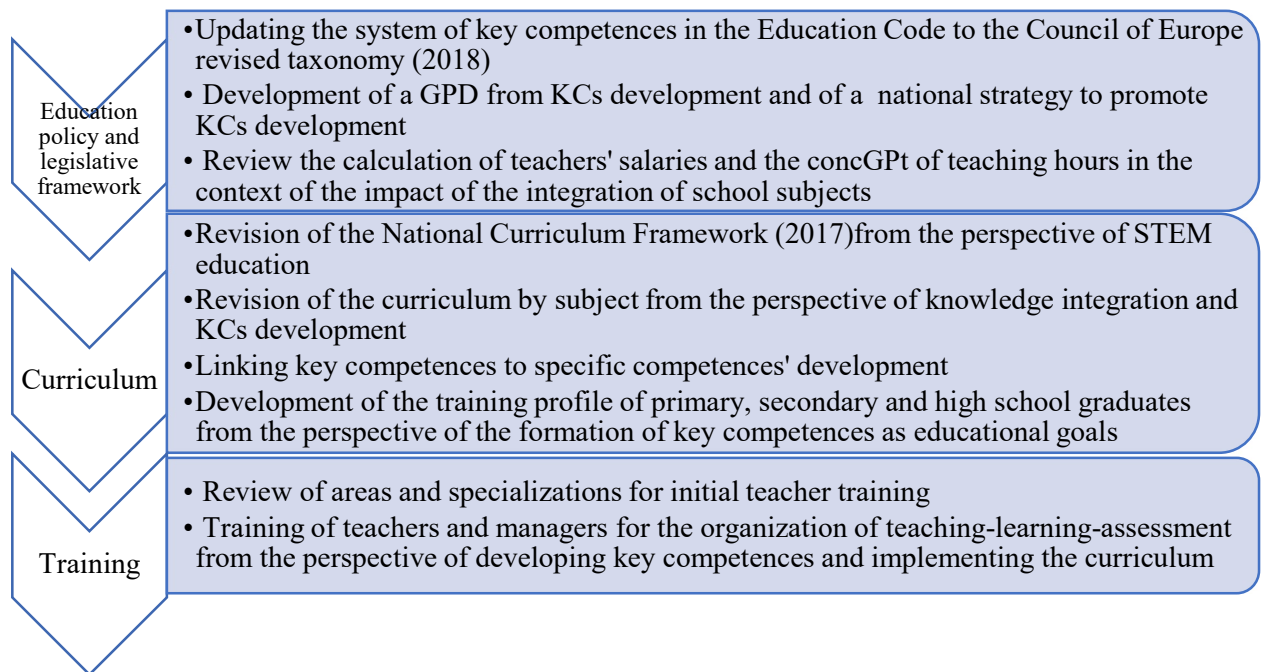 Education
policy and
legislative
framework
•Updating the system of key competences in the Education Code to the Council of Europe
revised taxonomy (2018)
• Development of a GPD from KCs development and of a national strategy to promote
KCs development
• Review the calculation of teachers' salaries and the concGPt of teaching hours in the
context of the impact of the integration of school subjects
Curriculum
•Revision of the National Curriculum Framework (2017)from the perspective of STEM
education
•Revision of the curriculum by subject from the perspective of knowledge integration and
KCs development
•Linking key competences to specific competences' development
•Development of the training profile of primary, secondary and high school graduates
from the perspective of the formation of key competences as educational goals
Training
• Review of areas and specializations for initial teacher training
• Training of teachers and managers for the organization of teaching-learning-assessment
from the perspective of developing key competences and implementing the curriculum